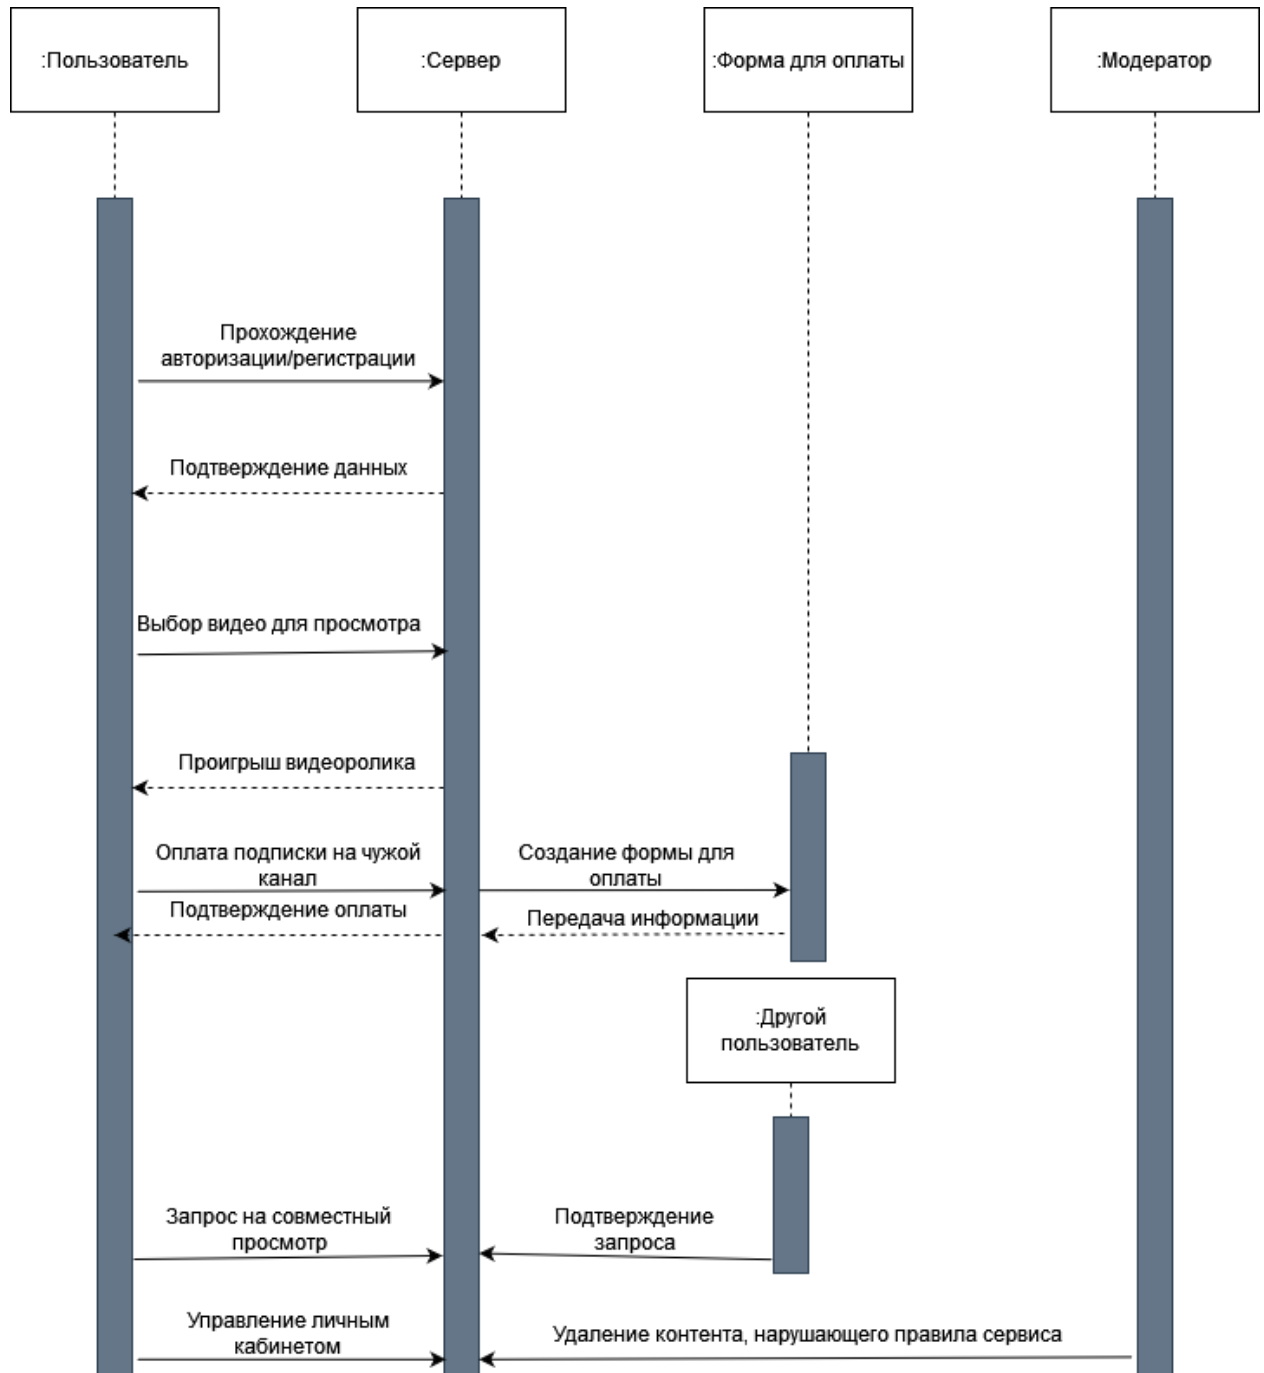 :Пользователь
:Сервер
:Форма для оплаты
:Модератор
Прохождение
авторизации/регистрации
Подтверждение данных
Выбор видео для просмотра
Проигрыш видеоролика
Оплата подписки на чужой
канал
Создание формы для
оплаты
Подтверждение оплаты
Передача информации
:Другой
пользователь
Запрос на совместный
просмотр
Подтверждение
запроса
Управление личным
кабинетом
Удаление контента, нарушающего правила сервиса